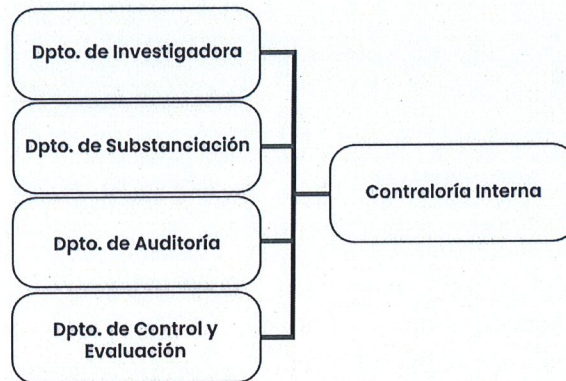 Dpto. de Investigadora
Dpto. de Substanciación
Contraloría Interna
Dpto. de Auditoría
Dpto. de Control y
Evaluación